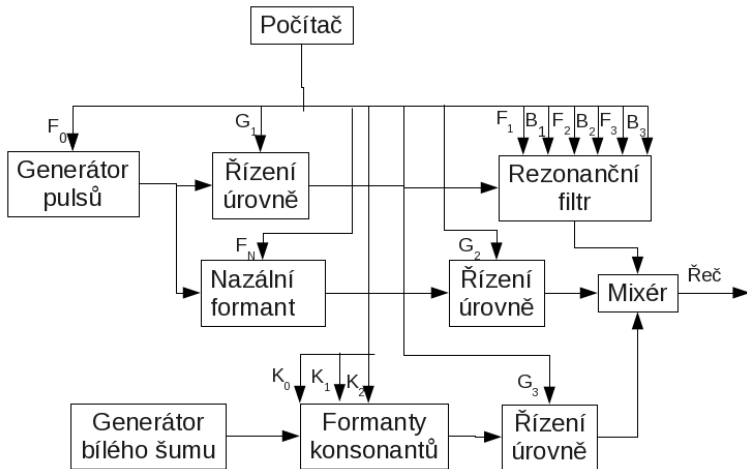 Počítač
F0
G1
F1 B1 F2 B2 F3 B3
Generátor
pulsů
Řízení
úrovně
Rezonanční
filtr
FN
G2
Nazální
formant
Řízení
úrovně
Mixér
Řeč
K0 K1 K2
G3
Generátor
bílého šumu
Formanty
konsonantů
Řízení
úrovně